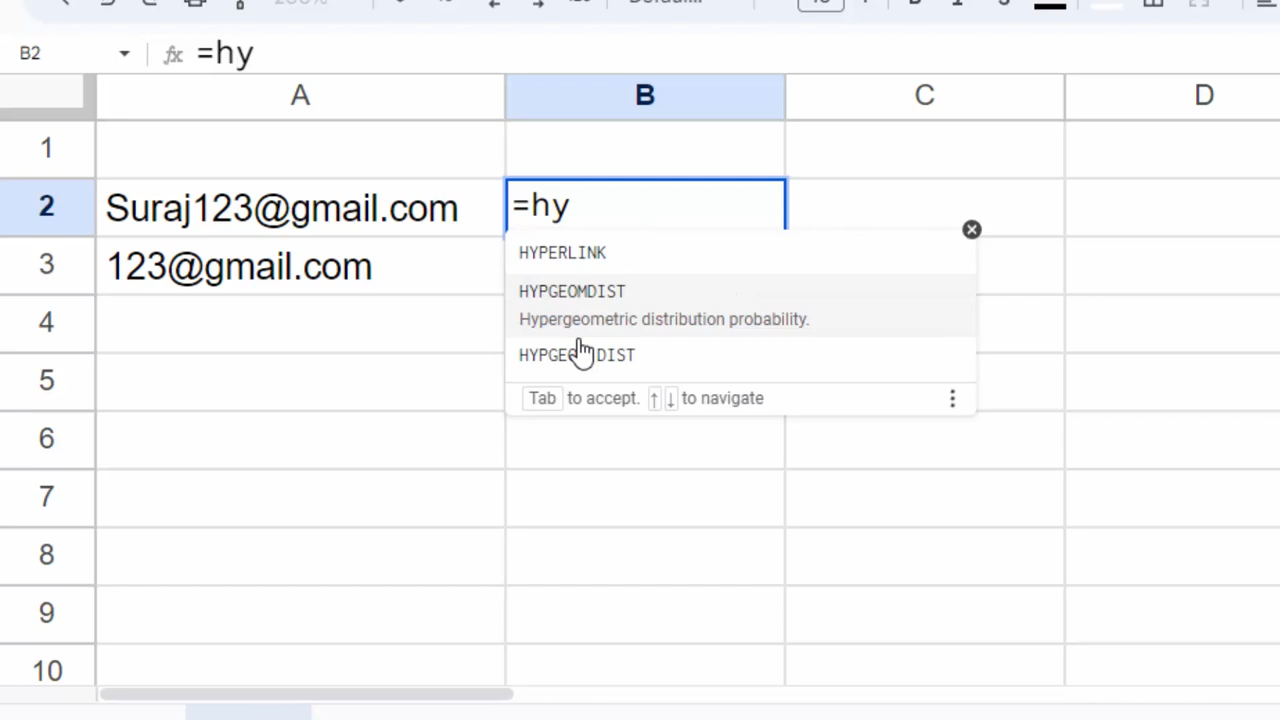 B2 fx =hy
A B C D
1
2 Suraj123@gmail.com =hy
3 123@gmail.com
HYPERLINK
HYPGEOMDIST
Hypergeometric distribution probability.
4
5
Tab to accept. ↑ ↓ to navigate
6
7
8
9
10